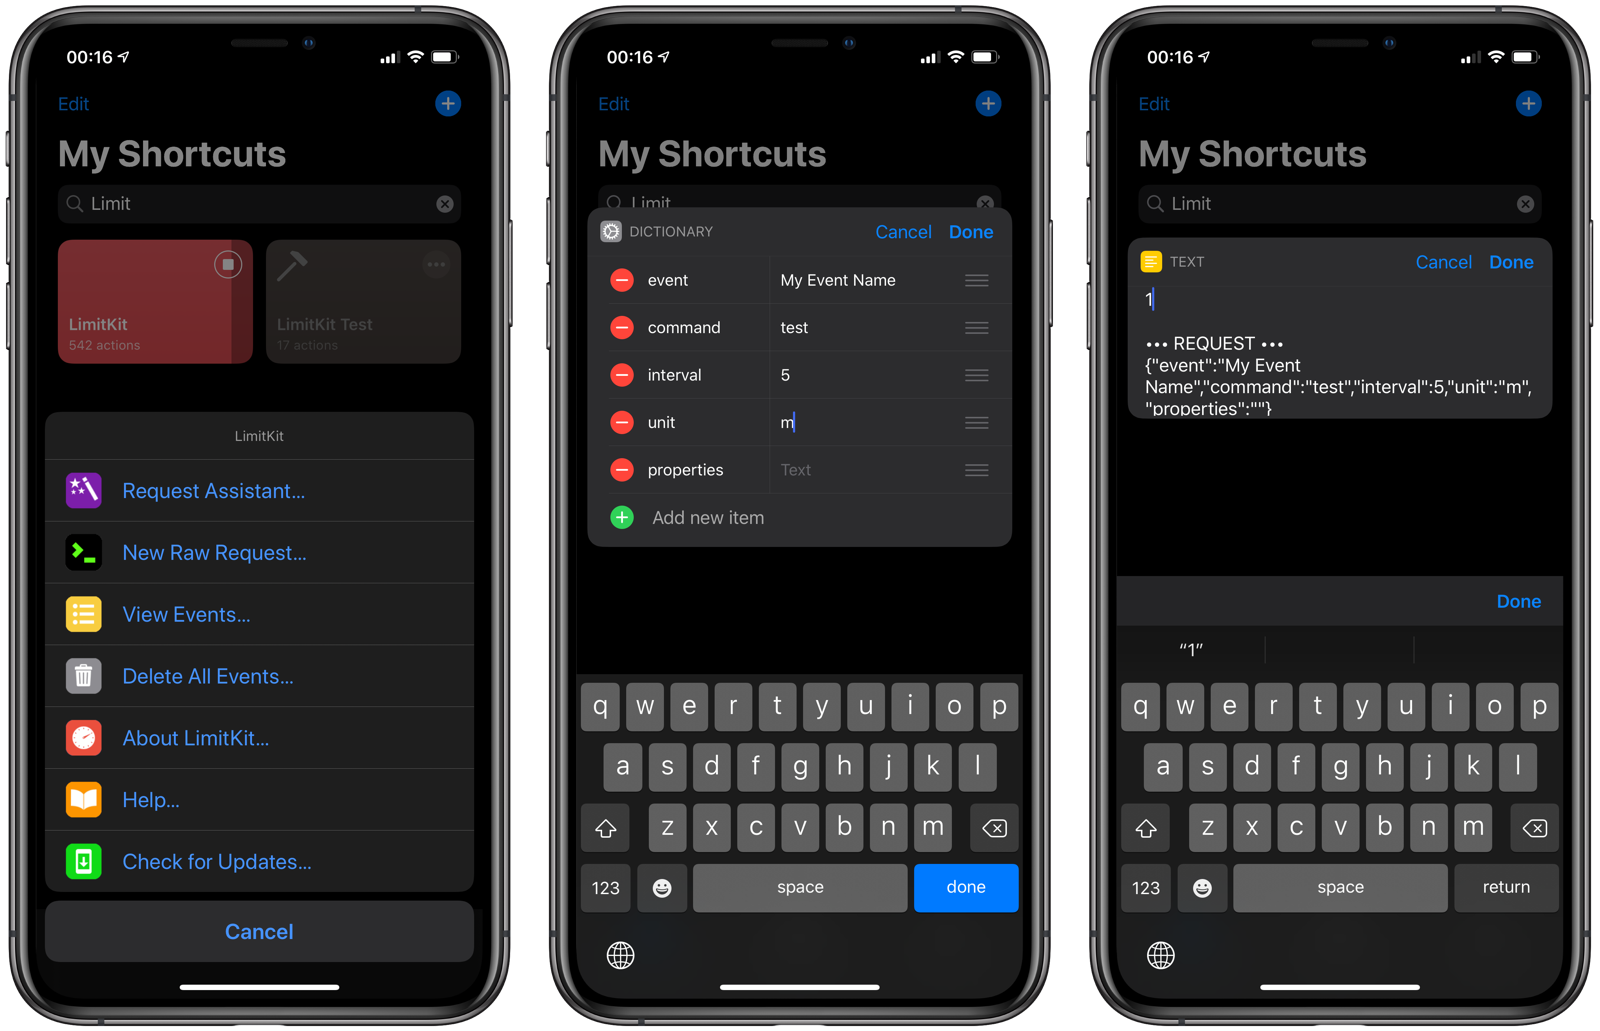 00:16
Edit
My Shortcuts
Limit
LimitKit
542 actions
LimitKit Test
17 actions
LimitKit
Request Assistant...
New Raw Request...
View Events...
Delete All Events...
About LimitKit...
Help...
Check for Updates...
Cancel
00:16
Edit
My Shortcuts
Limit
DICTIONARY Cancel Done
event My Event Name
command test
interval 5
unit m
properties Text
Add new item
q w e r t y u i o p
a s d f g h j k l
z x c v b n m
123 space done
00:16
Edit
My Shortcuts
Limit
TEXT Cancel Done
1
••• REQUEST •••
{"event":"My Event
Name","command":"test","interval":5,"unit":"m",
"properties":""}
Done
“1”
q w e r t y u i o p
a s d f g h j k l
z x c v b n m
123 space return